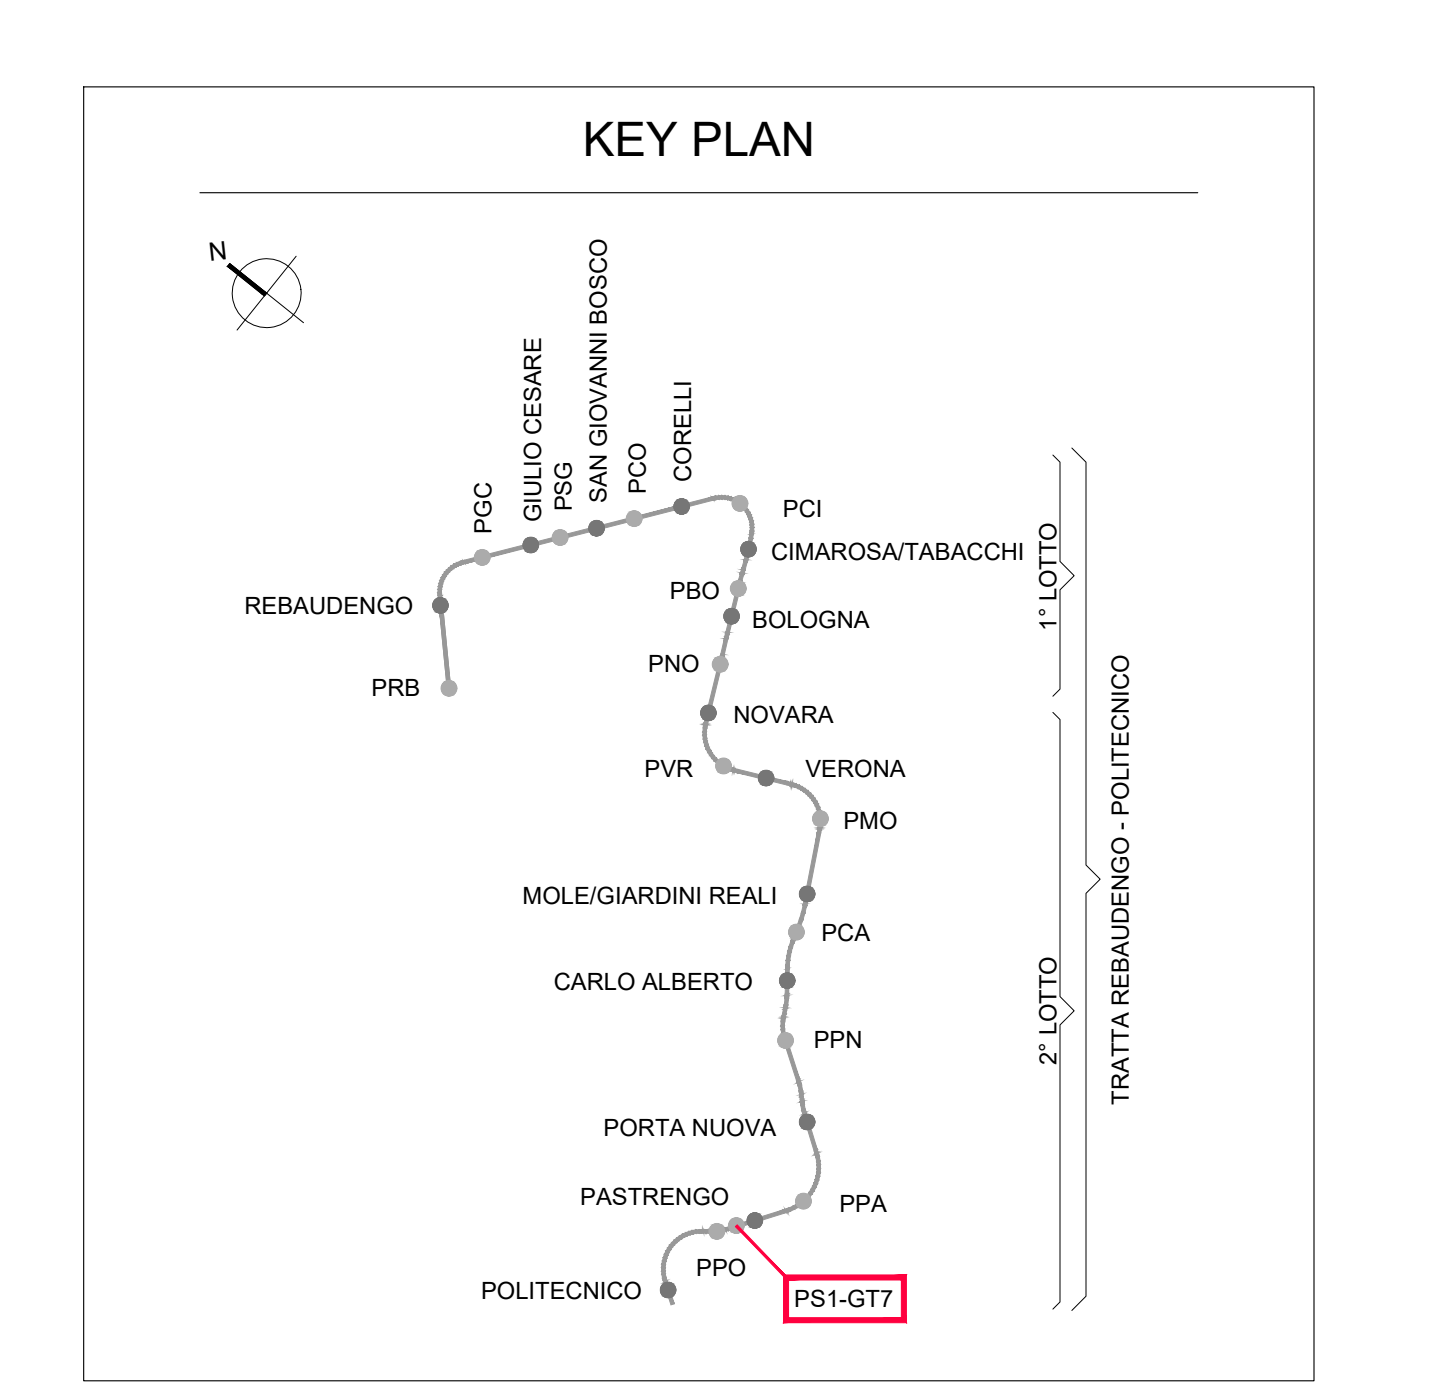 KEY PLAN
N
PGC
GIULIO CESARE
PSG
SAN GIOVANNI BOSCO
PCO
CORELLI
PCI
CIMAROSA/TABACCHI
PBO
REBAUDENGO
BOLOGNA
PNO
PRB
NOVARA
PVR
VERONA
PMO
MOLE/GIARDINI REALI
PCA
CARLO ALBERTO
PPN
PORTA NUOVA
PASTRENGO
PPA
PPO
POLITECNICO
PS1-GT7
1° LOTTO
2° LOTTO
TRATTA REBAUDENGO - POLITECNICO